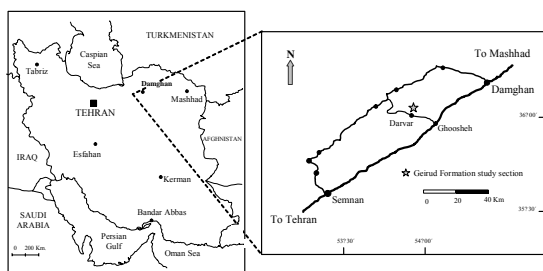 TURKMENISTAN
Caspian
Sea
Tabriz
Damghan
Mashhad
TEHRAN
AFGHNISTAN
IRAQ
Esfahan
Kerman
SAUDI
ARABIA
Bandar Abbas
Persian
Gulf
Oman Sea
0 200 Km.
N
To Mashhad
Damghan
36°00'
Darvar
Ghoosheh
Geirud Formation study section
0 20 40 Km
Semnan
To Tehran
35°30'
53°30'
54°00'